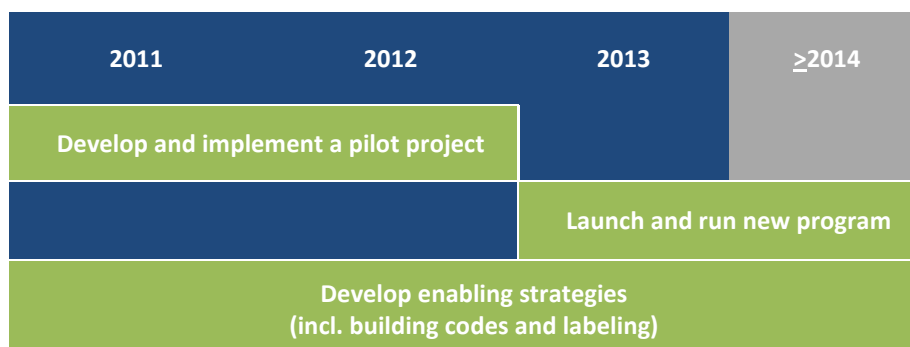 2011 2012 2013 >2014
Develop and implement a pilot project
Launch and run new program
Develop enabling strategies
(incl. building codes and labeling)